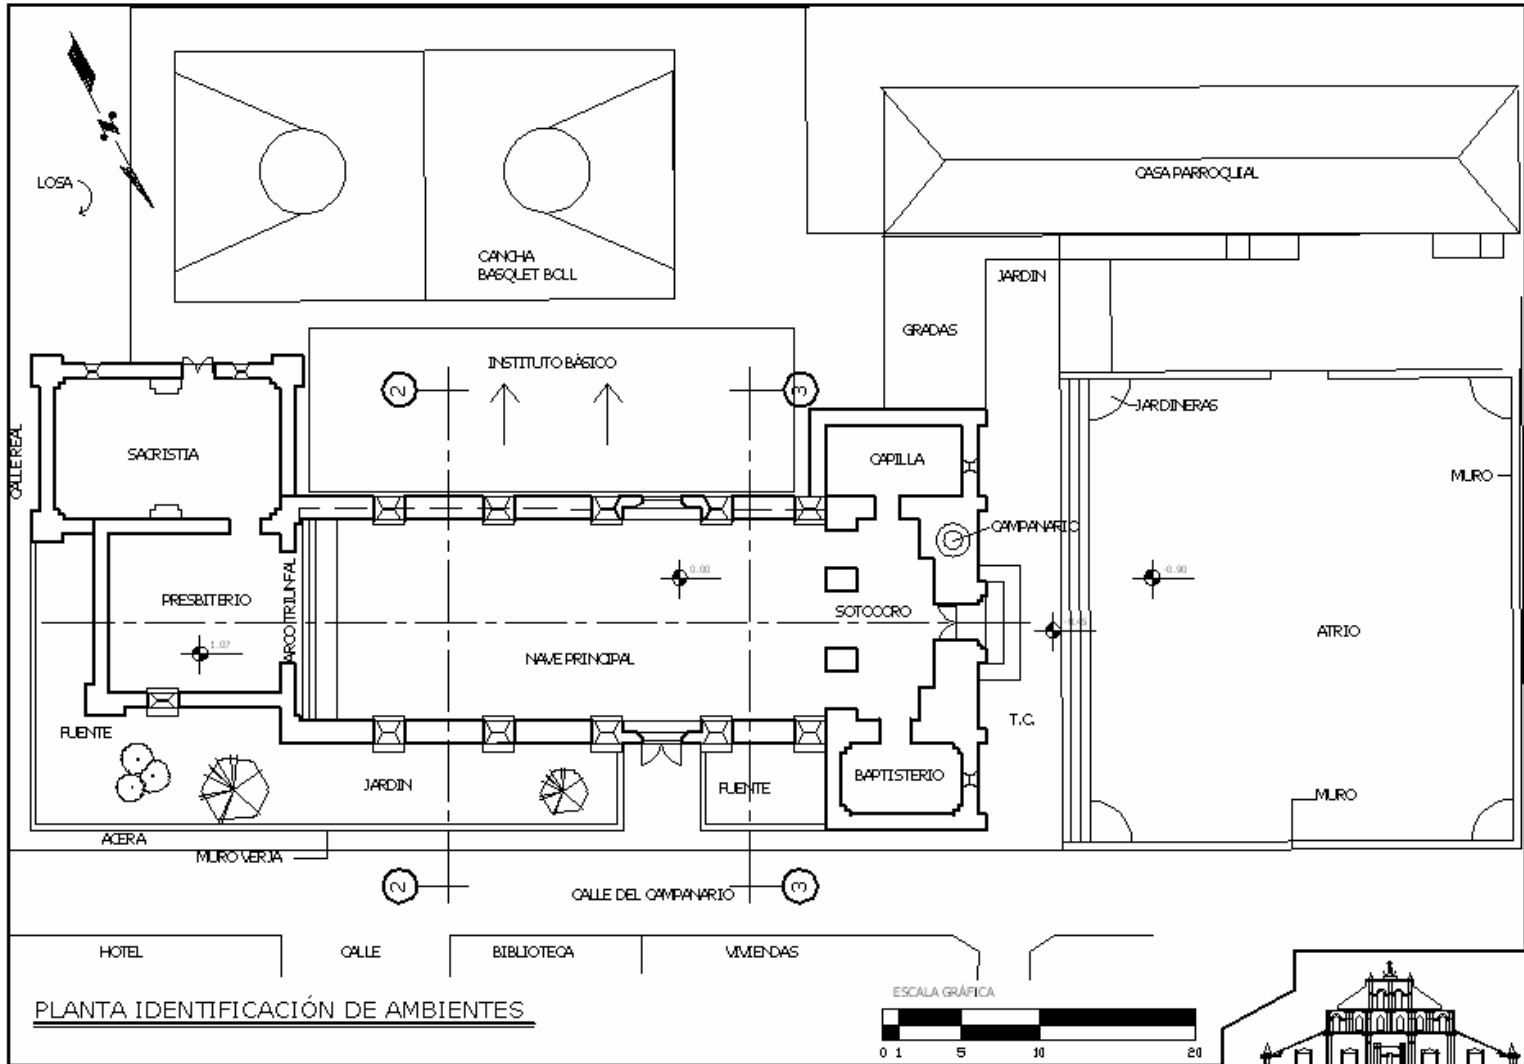 LOSA
CASA PARROQUIAL
CANCHA
BASQLET BOLL
JARDIN
GRADAS
INSTITUTO BÁSICO
2
3
JARDINERAS
CALLE REAL
SACRISTIA
CAPILLA
MURO
CAMPANARIO
0.00
-0.90
ARCO TRIUNFAL
PRESBITERIO
SOTOCORO
-0.45
ATRIO
1.07
NAVE PRINCIPAL
T.C.
FUENTE
JARDIN
FUENTE
BAPTISTERIO
MURO
ACERA
MURO VERJA
2
3
CALLE DEL CAMPANARIO
HOTEL
CALLE
BIBLIOTECA
VIVIENDAS
ESCALA GRÁFICA
PLANTA IDENTIFICACIÓN DE AMBIENTES
0 1 5 10 20